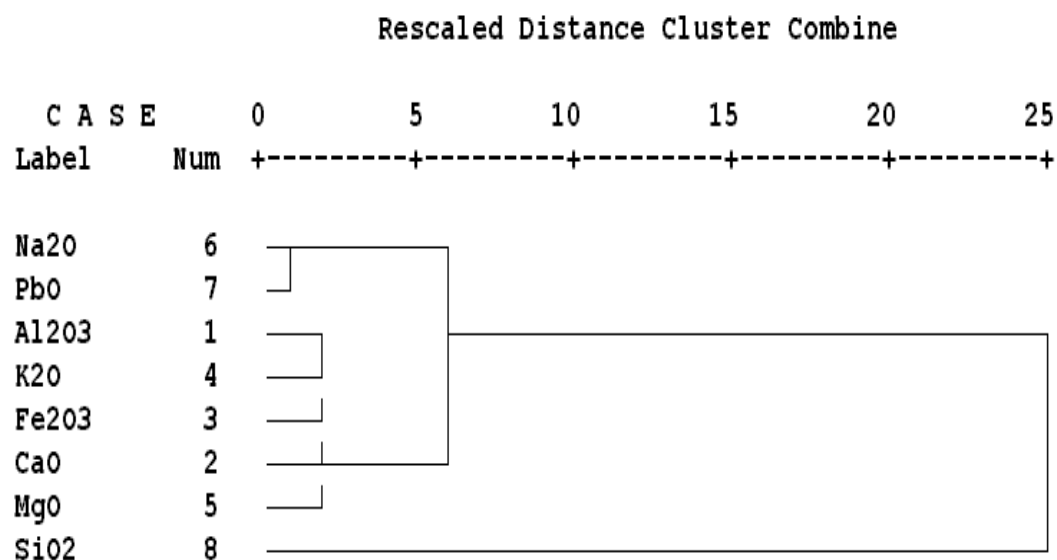 Rescaled Distance Cluster Combine
C A S E 0 5 10 15 20 25
Label Num +---------+---------+---------+---------+---------+
Na2O 6
PbO 7
Al2O3 1
K2O 4
Fe2O3 3
CaO 2
MgO 5
SiO2 8